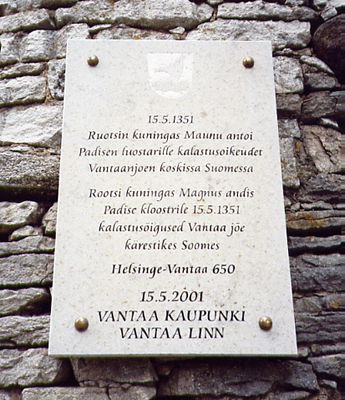 15.5.1351
Ruotsin kuningas Maunu antoi
Padisen luostarille kalastusoikeudet
Vantaanjoen koskissa Suomessa
Rootsi kuningas Magnus andis
Padise kloostrile 15.5.1351
kalastusõigused Vantaa jõe
kärestikes Soomes
Helsinge-Vantaa 650
15.5.2001
VANTAA KAUPUNKI
VANTAA LINN